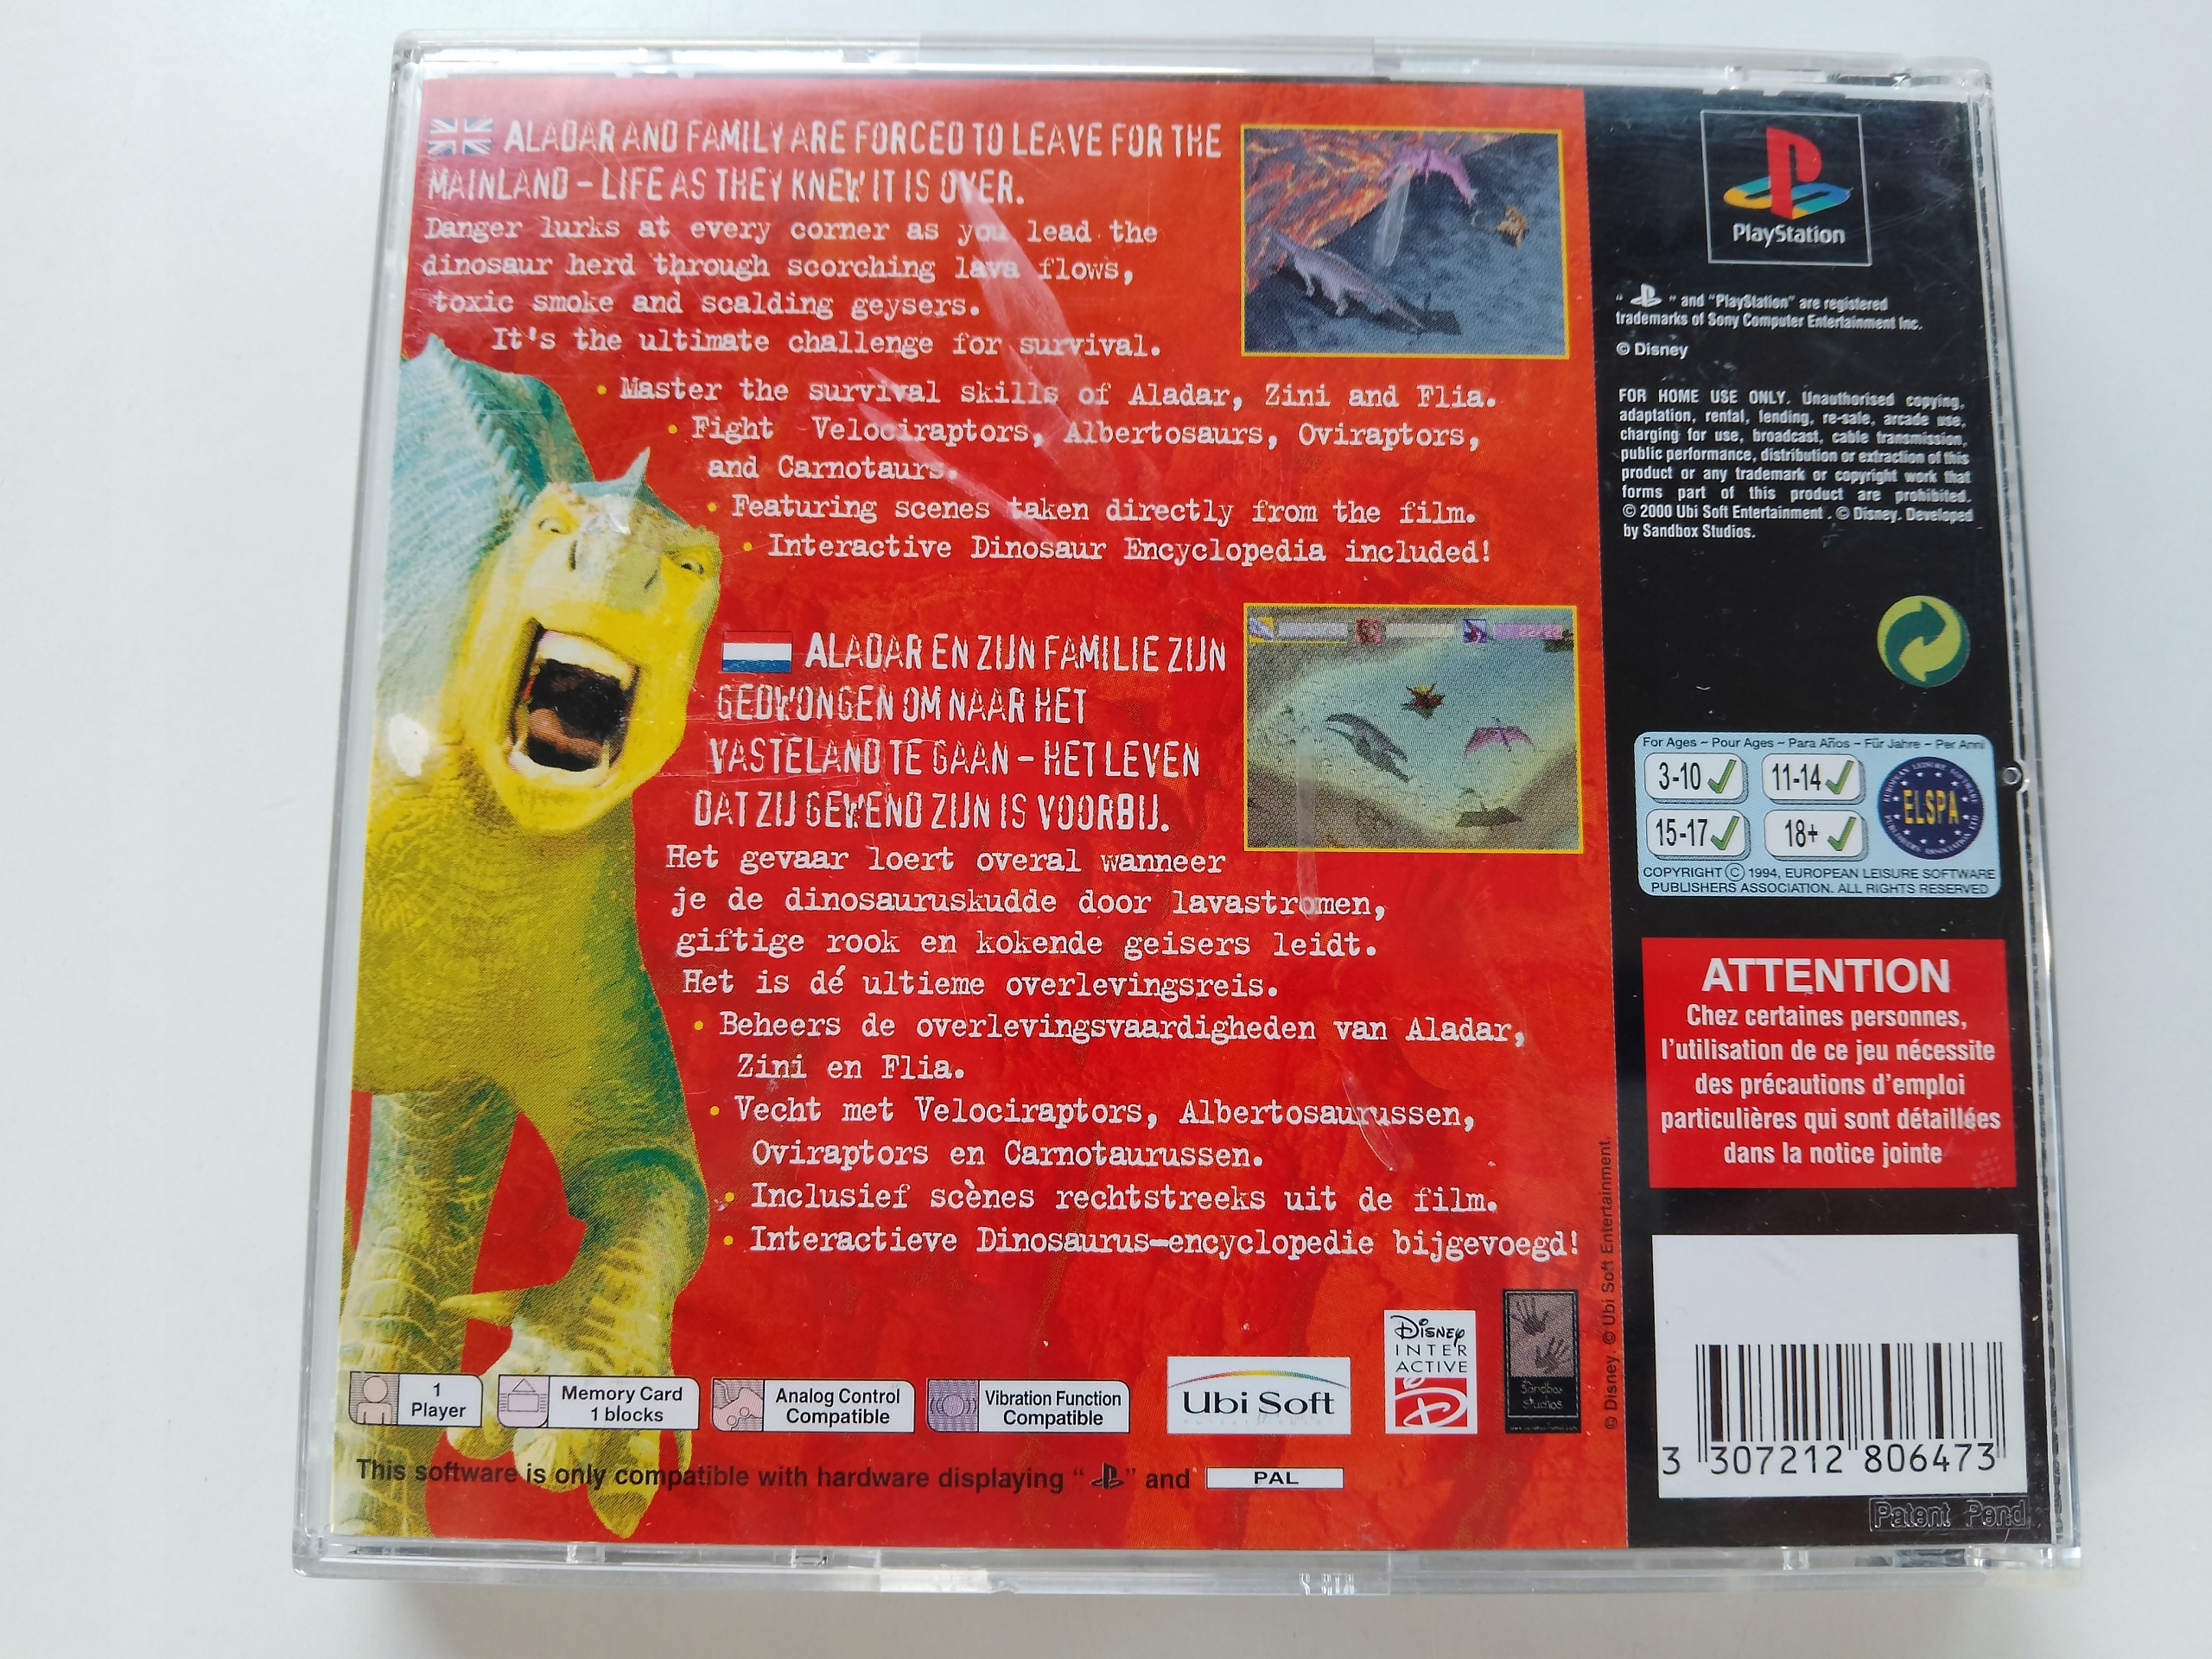 ALADAR AND FAMILY ARE FORCED TO LEAVE FOR THE
MAINLAND – LIFE AS THEY KNEW IT IS OVER.
Danger lurks at every corner as you lead the
dinosaur herd through scorching lava flows,
toxic smoke and scalding geysers.
It's the ultimate challenge for survival.
• Master the survival skills of Aladar, Zini and Flia.
• Fight Velociraptors, Albertosaurs, Oviraptors,
and Carnotaurs.
• Featuring scenes taken directly from the film.
• Interactive Dinosaur Encyclopedia included!
ALADAR EN ZIJN FAMILIE ZIJN
GEDWONGEN OM NAAR HET
VASTELAND TE GAAN – HET LEVEN
DAT ZIJ GEWEND ZIJN IS VOORBIJ.
Het gevaar loert overal wanneer
je de dinosauruskudde door lavastromen,
giftige rook en kokende geisers leidt.
Het is dé ultieme overlevingsreis.
• Beheers de overlevingsvaardigheden van Aladar,
Zini en Flia.
• Vecht met Velociraptors, Albertosaurussen,
Oviraptors en Carnotaurussen.
• Inclusief scènes rechtstreeks uit de film.
• Interactieve Dinosaurus-encyclopedie bijgevoegd!
1
Player
Memory Card
1 blocks
Analog Control
Compatible
Vibration Function
Compatible
Ubi Soft
DISNEY
INTER
ACTIVE
Sandbox
Studios
This software is only compatible with hardware displaying " " and PAL
© Disney. © Ubi Soft Entertainment.
PlayStation
" " and "PlayStation" are registered
trademarks of Sony Computer Entertainment Inc.
© Disney
FOR HOME USE ONLY. Unauthorised copying,
adaptation, rental, lending, re-sale, arcade use,
charging for use, broadcast, cable transmission,
public performance, distribution or extraction of this
product or any trademark or copyright work that
forms part of this product are prohibited.
© 2000 Ubi Soft Entertainment . © Disney. Developed
by Sandbox Studios.
For Ages ~ Pour Ages ~ Para Años ~ Für Jahre ~ Per Anni
3-10 11-14
15-17 18+
EUROPEAN LEISURE SOFTWARE PUBLISHERS ASSOCIATION LTD
ELSPA
COPYRIGHT © 1994, EUROPEAN LEISURE SOFTWARE
PUBLISHERS ASSOCIATION. ALL RIGHTS RESERVED
ATTENTION
Chez certaines personnes,
l'utilisation de ce jeu nécessite
des précautions d'emploi
particulières qui sont détaillées
dans la notice jointe
3 307212 806473
Patent Pend